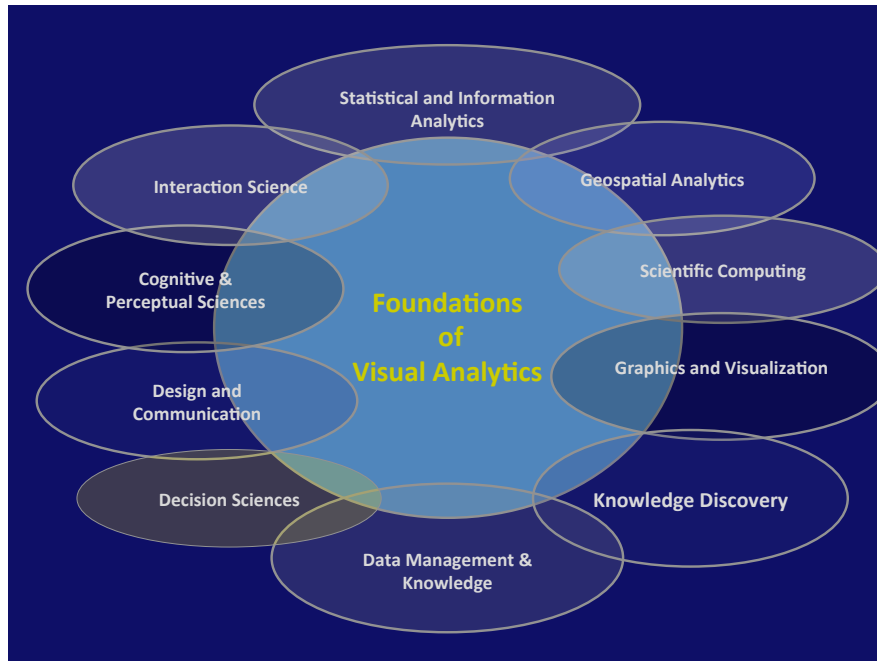 Statistical and Information
Analytics
Interaction Science
Geospatial Analytics
Cognitive &
Perceptual Sciences
Scientific Computing
Foundations
of
Visual Analytics
Graphics and Visualization
Design and
Communication
Decision Sciences
Knowledge Discovery
Data Management &
Knowledge